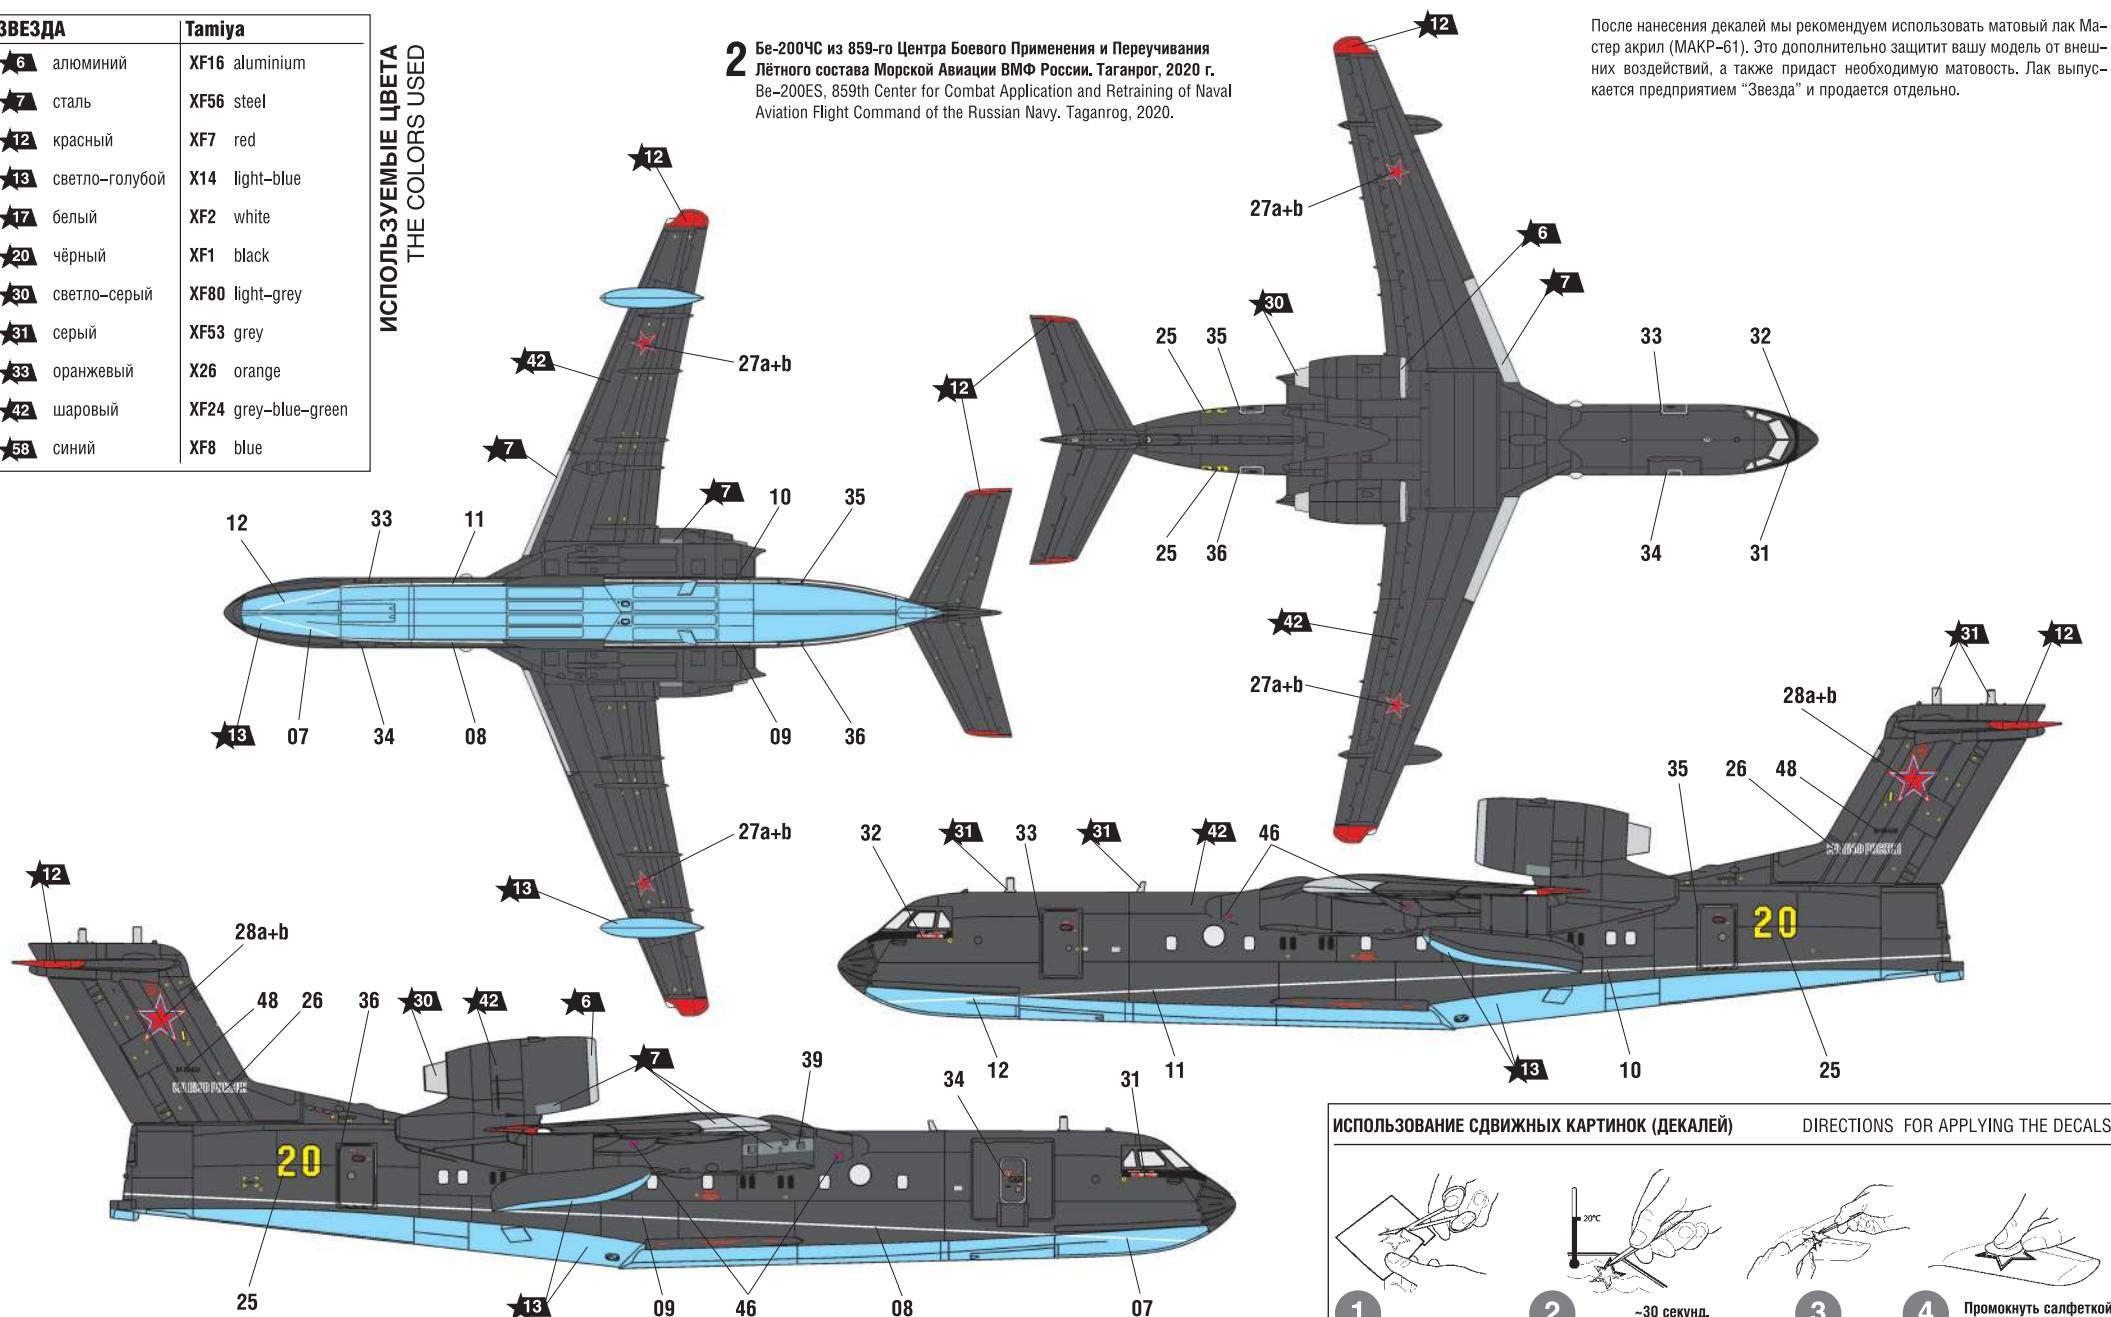 ЗВЕЗДА Tamiya
6 алюминий XF16 aluminium
7 сталь XF56 steel
12 красный XF7 red
13 светло-голубой X14 light-blue
17 белый XF2 white
20 чёрный XF1 black
30 светло-серый XF80 light-grey
31 серый XF53 grey
33 оранжевый X26 orange
42 шаровый XF24 grey-blue-green
58 синий XF8 blue
ИСПОЛЬЗУЕМЫЕ ЦВЕТА
THE COLORS USED
2 Бе-200ЧС из 859-го Центра Боевого Применения и Переучивания
Лётного состава Морской Авиации ВМФ России. Таганрог, 2020 г.
Be-200ES, 859th Center for Combat Application and Retraining of Naval
Aviation Flight Command of the Russian Navy. Taganrog, 2020.
После нанесения декалей мы рекомендуем использовать матовый лак Ма-
стер акрил (МАКР-61). Это дополнительно защитит вашу модель от внеш-
них воздействий, а также придаст необходимую матовость. Лак выпус-
кается предприятием “Звезда” и продается отдельно.
12
42
27a+b
7
7 10 35
12 33 11
13 07 34 08 09 36
27a+b
13
12
27a+b
6
7
30
25 35 33 32
12
25 36 34 31
42
27a+b
31 12
28a+b
35 26 48
32 31 33 31 42 46
20
12 11 13 10 25
12
28a+b
48 26 36 30 42 6
7 39 34 31
20
25 13 09 46 08 07
ИСПОЛЬЗОВАНИЕ СДВИЖНЫХ КАРТИНОК (ДЕКАЛЕЙ) DIRECTIONS FOR APPLYING THE DECALS
20°C
1 2 ~30 секунд. 3 4 Промокнуть салфеткой